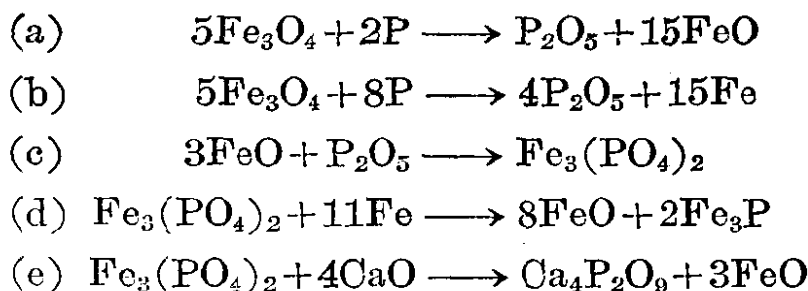 (a) 5Fe₃O₄+2P ⟶ P₂O₅+15FeO
(b) 5Fe₃O₄+8P ⟶ 4P₂O₅+15Fe
(c) 3FeO+P₂O₅ ⟶ Fe₃(PO₄)₂
(d) Fe₃(PO₄)₂+11Fe ⟶ 8FeO+2Fe₃P
(e) Fe₃(PO₄)₂+4CaO ⟶ Ca₄P₂O₉+3FeO